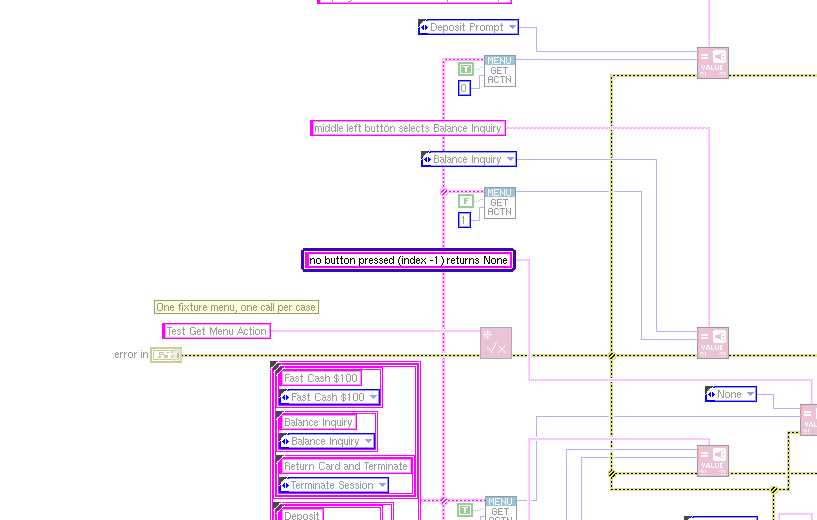 Deposit Prompt
= VALUE ?! ?!
MENU
T GET
ACTN
0
middle left button selects Balance Inquiry
Balance Inquiry
MENU
F GET
ACTN
1
no button pressed (index -1) returns None
One fixture menu, one call per case
Test Get Menu Action
* √x
= VALUE ?! ?!
error in
Fast Cash $100
Fast Cash $100
None
= VAL ?!
Balance Inquiry
Balance Inquiry
= VALUE ?! ?!
Return Card and Terminate
Terminate Session
MENU
T GET
Deposit